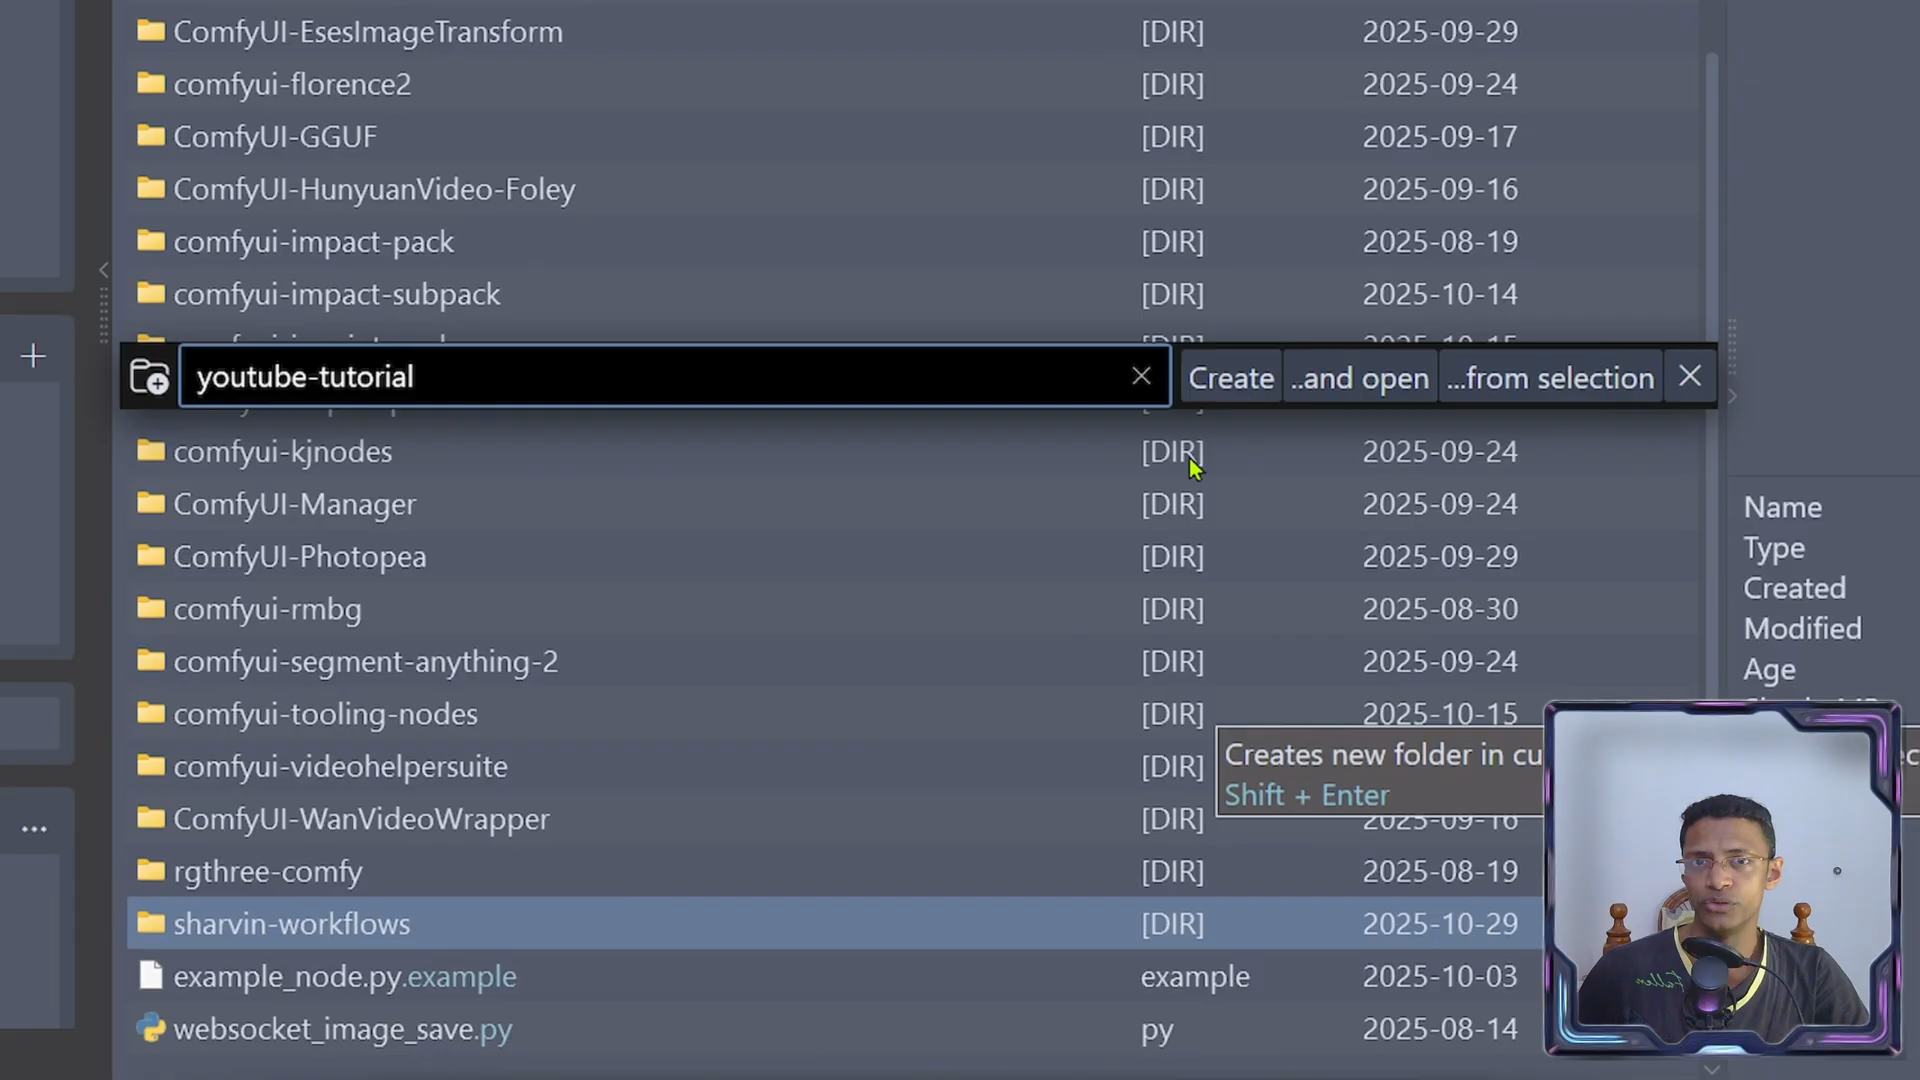 ComfyUI-EsesImageTransform [DIR] 2025-09-29
comfyui-florence2 [DIR] 2025-09-24
ComfyUI-GGUF [DIR] 2025-09-17
ComfyUI-HunyuanVideo-Foley [DIR] 2025-09-16
comfyui-impact-pack [DIR] 2025-08-19
comfyui-impact-subpack [DIR] 2025-10-14
youtube-tutorial Create ..and open ...from selection
comfyui-kjnodes [DIR] 2025-09-24
ComfyUI-Manager [DIR] 2025-09-24
ComfyUI-Photopea [DIR] 2025-09-29
comfyui-rmbg [DIR] 2025-08-30
comfyui-segment-anything-2 [DIR] 2025-09-24
comfyui-tooling-nodes [DIR] 2025-10-15
comfyui-videohelpersuite [DIR]
ComfyUI-WanVideoWrapper [DIR] 2025-09-16
rgthree-comfy [DIR] 2025-08-19
sharvin-workflows [DIR] 2025-10-29
example_node.py.example example 2025-10-03
websocket_image_save.py py 2025-08-14
Creates new folder in cu
Shift + Enter
Name
Type
Created
Modified
Age